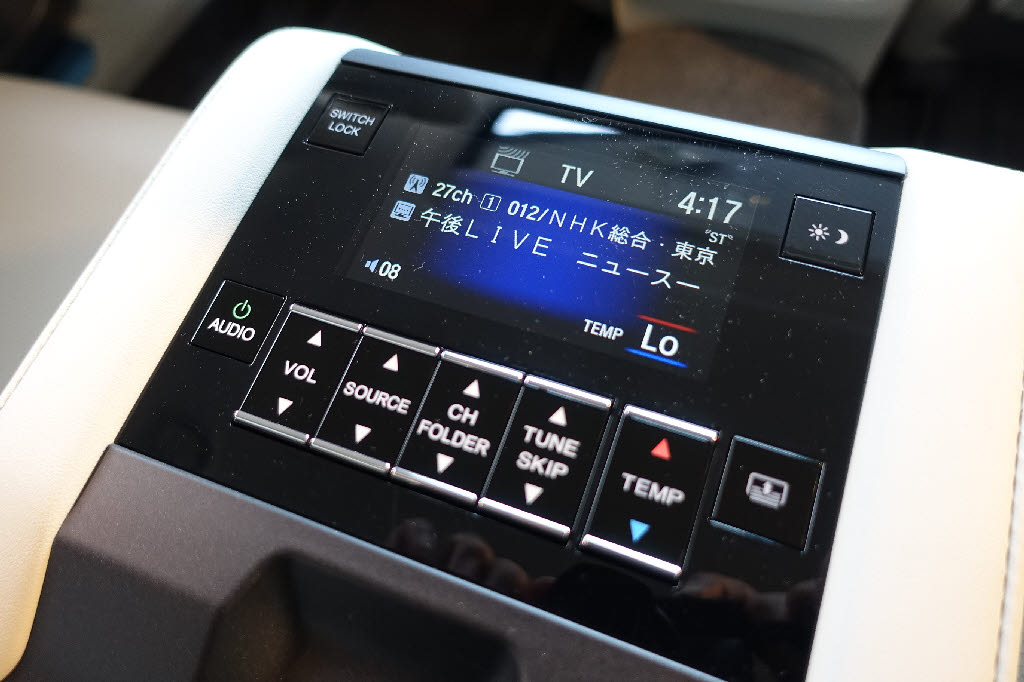 SWITCH
LOCK
TV
4:17
27ch 1 012/NHK総合・東京
"ST"
午後LIVE ニュースー
08
TEMP Lo
AUDIO
VOL
SOURCE
CH
FOLDER
TUNE
SKIP
TEMP